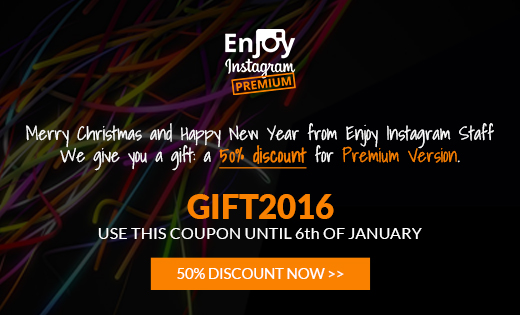 Enjoy
Instagram
PREMIUM
Merry Christmas and Happy New Year from Enjoy Instagram Staff
We give you a gift: a 50% discount for Premium Version.
GIFT2016
USE THIS COUPON UNTIL 6th OF JANUARY
50% DISCOUNT NOW >>